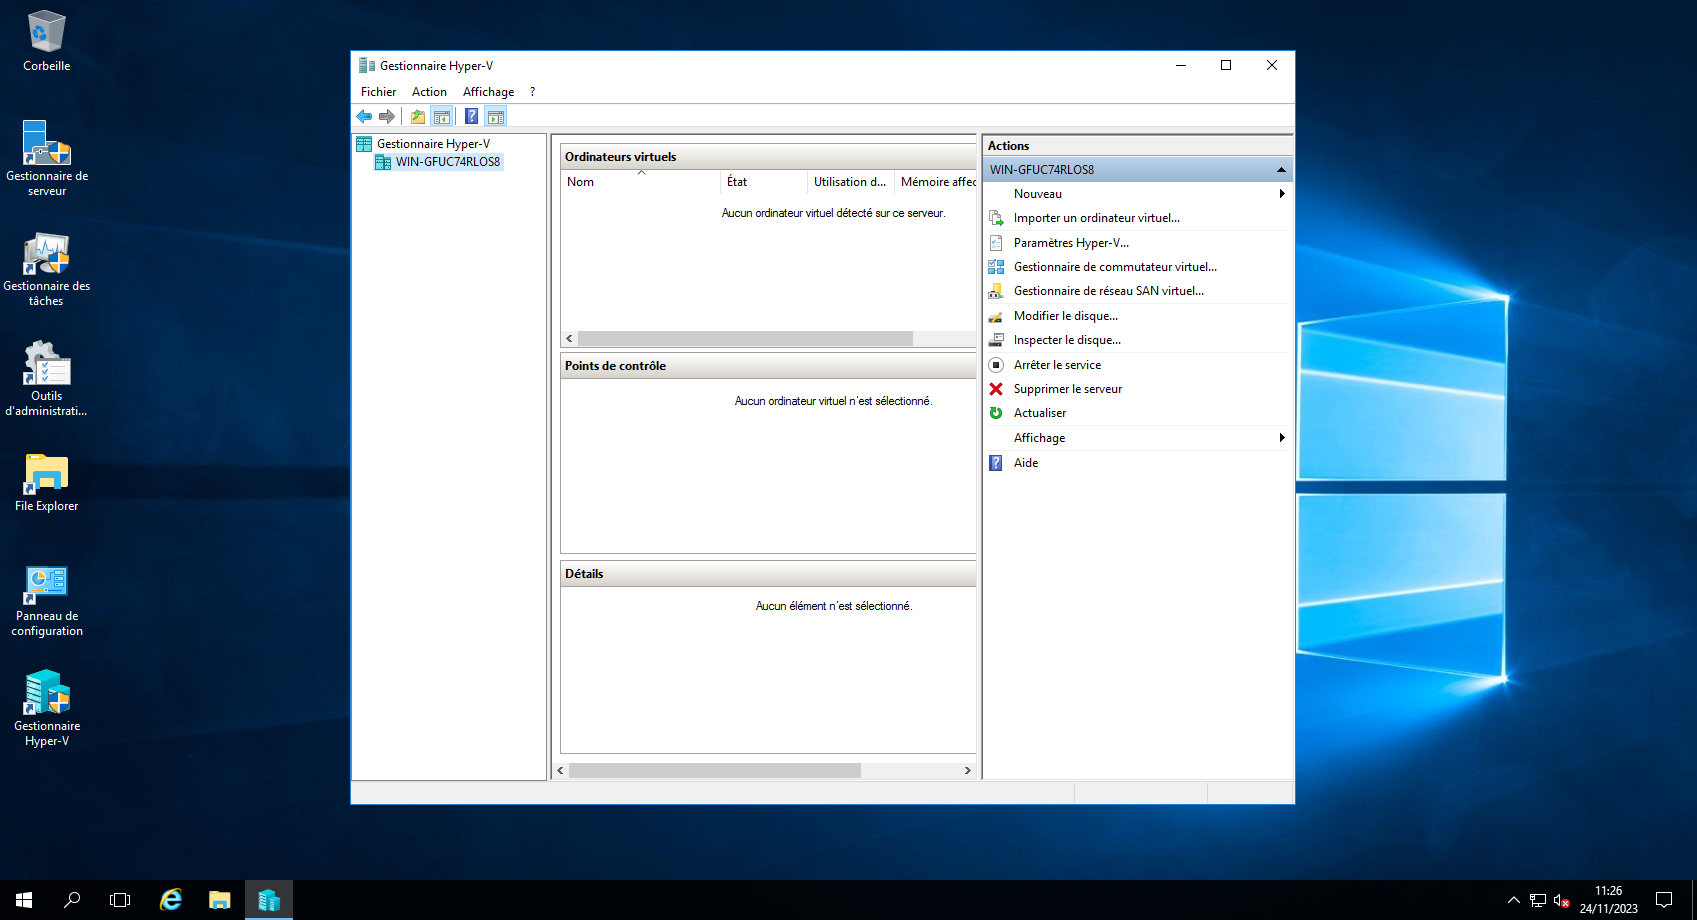 Corbeille
Gestionnaire de
serveur
Gestionnaire des
tâches
Outils
d'administrati...
File Explorer
Panneau de
configuration
Gestionnaire
Hyper-V
Gestionnaire Hyper-V
Fichier Action Affichage ?
Gestionnaire Hyper-V
WIN-GFUC74RLOS8
Ordinateurs virtuels
Nom État Utilisation d... Mémoire affec
Aucun ordinateur virtuel détecté sur ce serveur.
Points de contrôle
Aucun ordinateur virtuel n'est sélectionné.
Détails
Aucun élément n'est sélectionné.
Actions
WIN-GFUC74RLOS8
Nouveau
Importer un ordinateur virtuel...
Paramètres Hyper-V...
Gestionnaire de commutateur virtuel...
Gestionnaire de réseau SAN virtuel...
Modifier le disque...
Inspecter le disque...
Arrêter le service
Supprimer le serveur
Actualiser
Affichage
Aide
11:26
24/11/2023